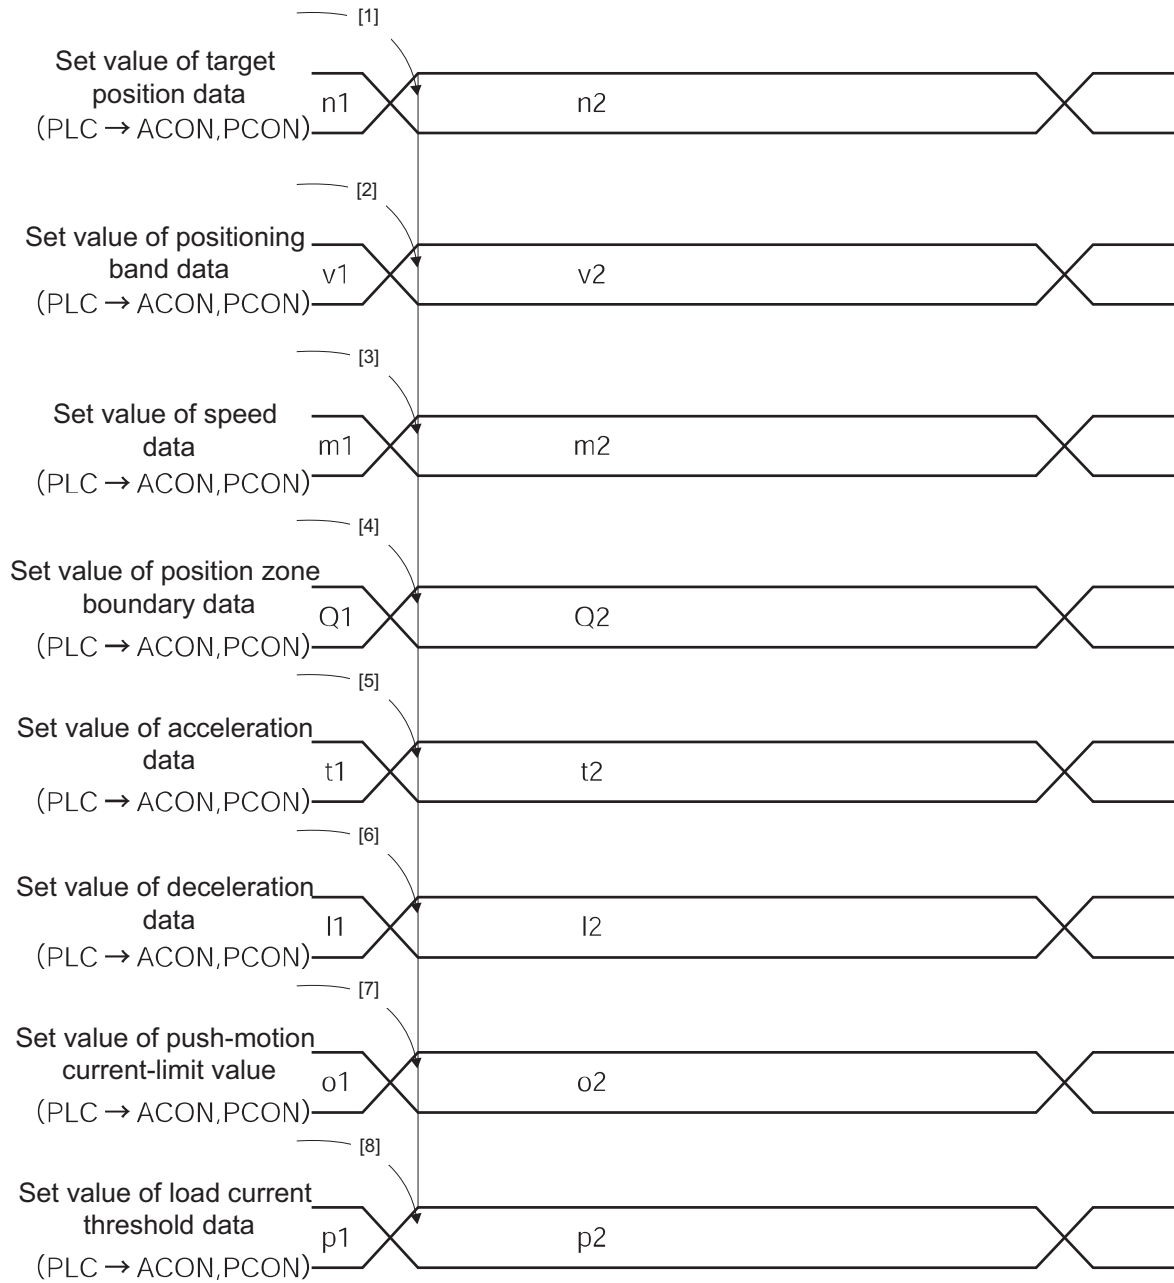 [1]
Set value of target
position data
(PLC → ACON,PCON)
n1
n2
[2]
Set value of positioning
band data
(PLC → ACON,PCON)
v1
v2
[3]
Set value of speed
data
(PLC → ACON,PCON)
m1
m2
[4]
Set value of position zone
boundary data
(PLC → ACON,PCON)
Q1
Q2
[5]
Set value of acceleration
data
(PLC → ACON,PCON)
t1
t2
[6]
Set value of deceleration
data
(PLC → ACON,PCON)
l1
l2
[7]
Set value of push-motion
current-limit value
(PLC → ACON,PCON)
o1
o2
[8]
Set value of load current
threshold data
(PLC → ACON,PCON)
p1
p2